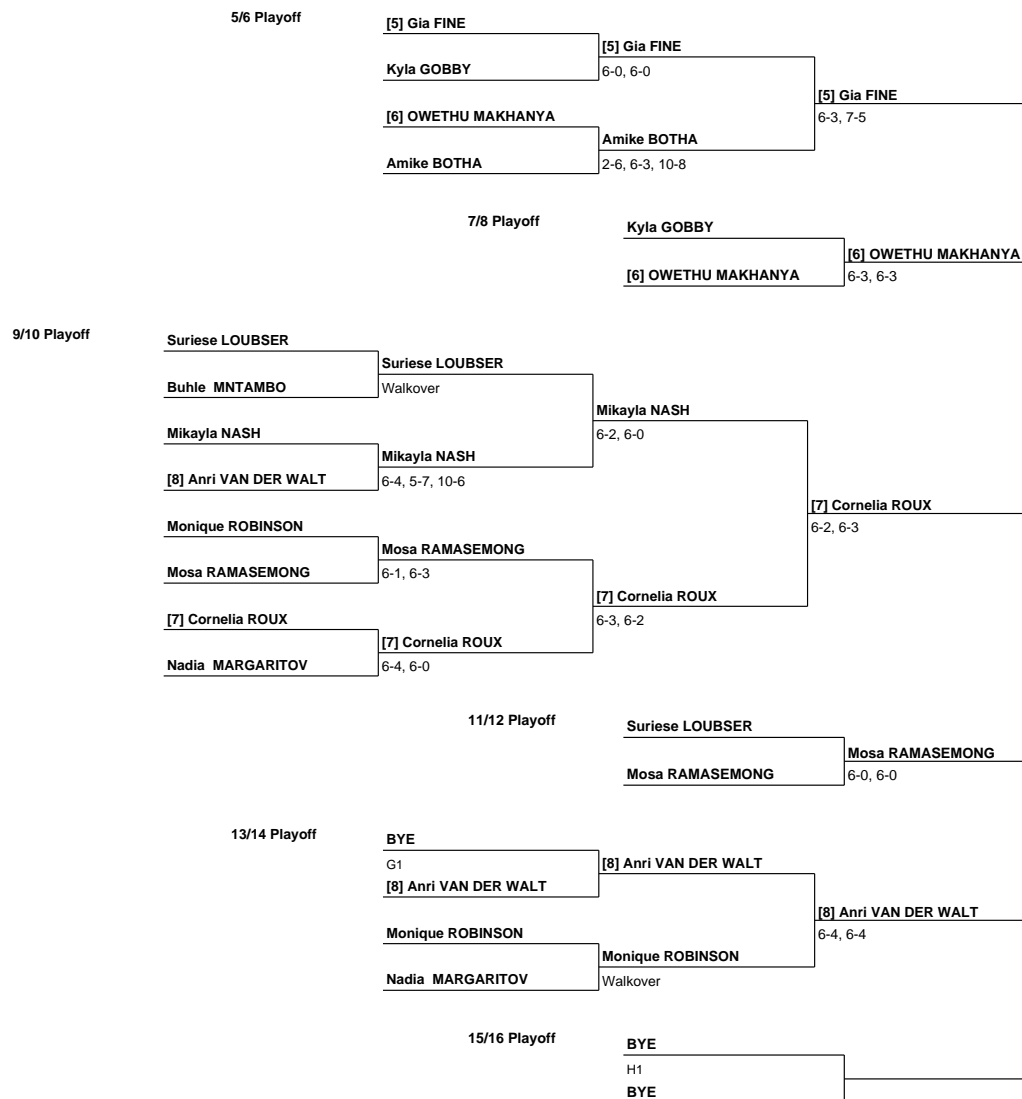 5/6 Playoff
[5] Gia FINE
[5] Gia FINE
Kyla GOBBY
6-0, 6-0
[5] Gia FINE
[6] OWETHU MAKHANYA
6-3, 7-5
Amike BOTHA
Amike BOTHA
2-6, 6-3, 10-8
7/8 Playoff
Kyla GOBBY
[6] OWETHU MAKHANYA
[6] OWETHU MAKHANYA
6-3, 6-3
9/10 Playoff
Suriese LOUBSER
Suriese LOUBSER
Buhle MNTAMBO
Walkover
Mikayla NASH
Mikayla NASH
6-2, 6-0
Mikayla NASH
[8] Anri VAN DER WALT
6-4, 5-7, 10-6
[7] Cornelia ROUX
Monique ROBINSON
6-2, 6-3
Mosa RAMASEMONG
Mosa RAMASEMONG
6-1, 6-3
[7] Cornelia ROUX
[7] Cornelia ROUX
6-3, 6-2
[7] Cornelia ROUX
Nadia MARGARITOV
6-4, 6-0
11/12 Playoff
Suriese LOUBSER
Mosa RAMASEMONG
Mosa RAMASEMONG
6-0, 6-0
13/14 Playoff
BYE
G1
[8] Anri VAN DER WALT
[8] Anri VAN DER WALT
[8] Anri VAN DER WALT
Monique ROBINSON
6-4, 6-4
Monique ROBINSON
Nadia MARGARITOV
Walkover
15/16 Playoff
BYE
H1
BYE